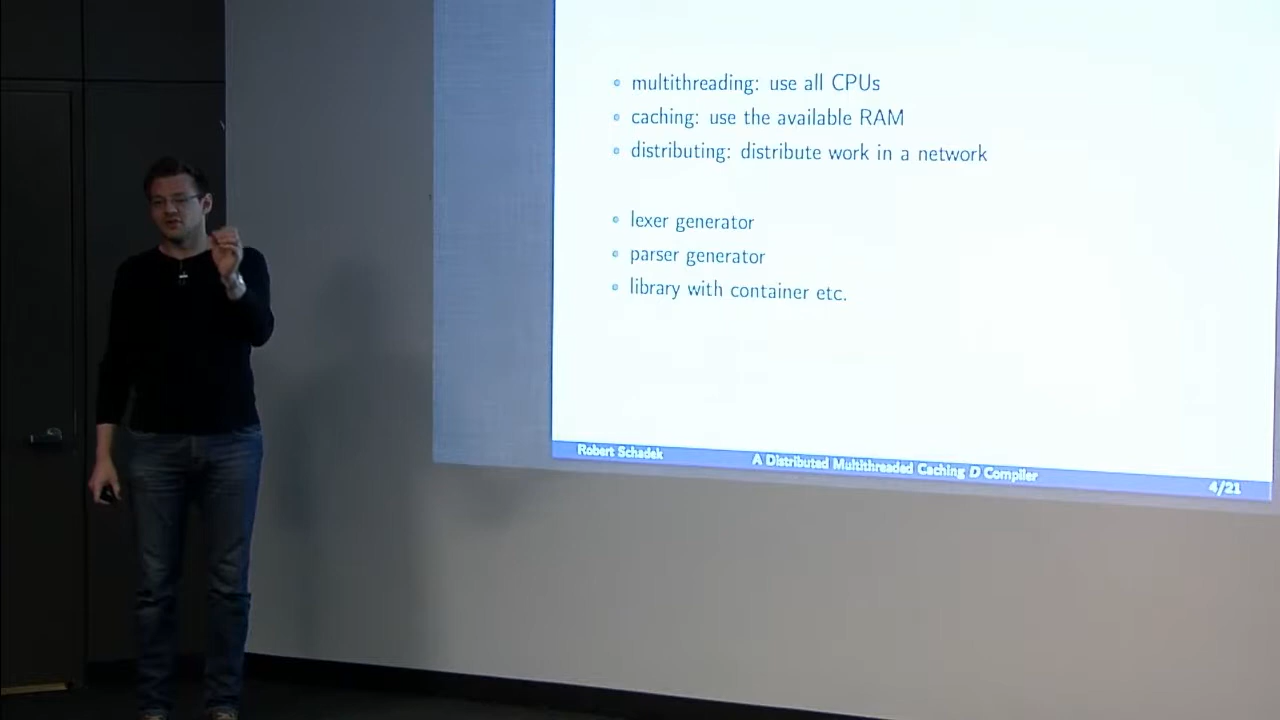 multithreading: use all CPUs
caching: use the available RAM
distributing: distribute work in a network
lexer generator
parser generator
library with container etc.
Robert Schadek A Distributed Multithreaded Caching D Compiler 4/21